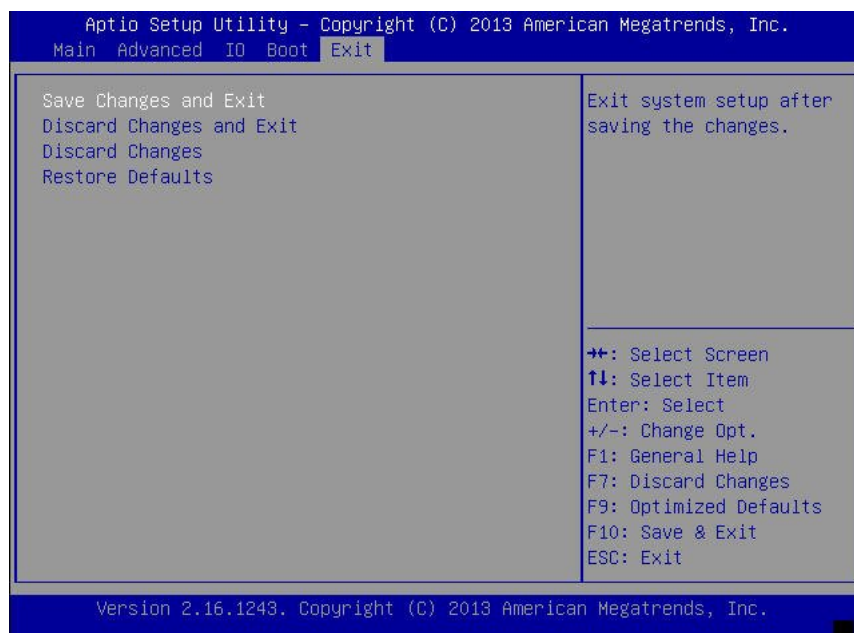 Aptio Setup Utility – Copyright (C) 2013 American Megatrends, Inc.
Main Advanced IO Boot Exit
Save Changes and Exit
Discard Changes and Exit
Discard Changes
Restore Defaults
Exit system setup after
saving the changes.
→←: Select Screen
↑↓: Select Item
Enter: Select
+/-: Change Opt.
F1: General Help
F7: Discard Changes
F9: Optimized Defaults
F10: Save & Exit
ESC: Exit
Version 2.16.1243. Copyright (C) 2013 American Megatrends, Inc.